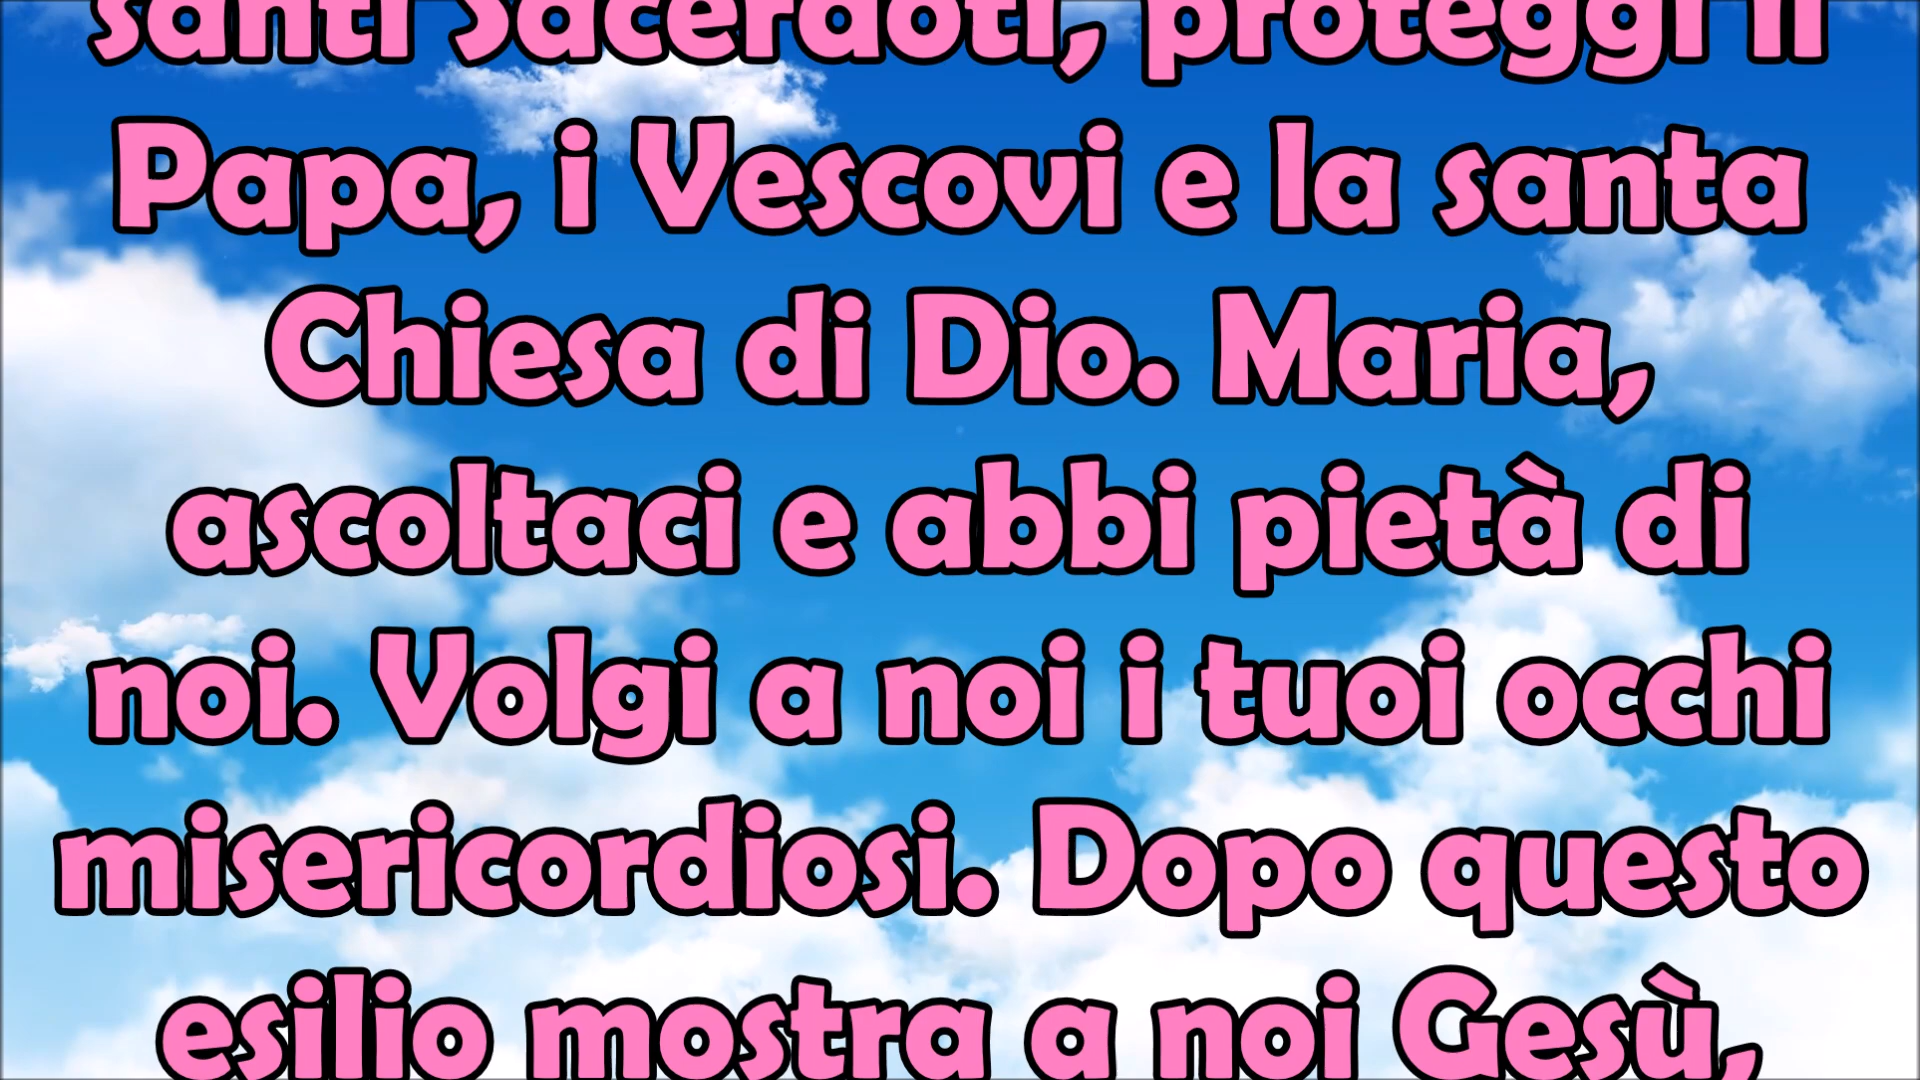 santi Sacerdoti, proteggi il
Papa, i Vescovi e la santa
Chiesa di Dio. Maria,
ascoltaci e abbi pietà di
noi. Volgi a noi i tuoi occhi
misericordiosi. Dopo questo
esilio mostra a noi Gesù,